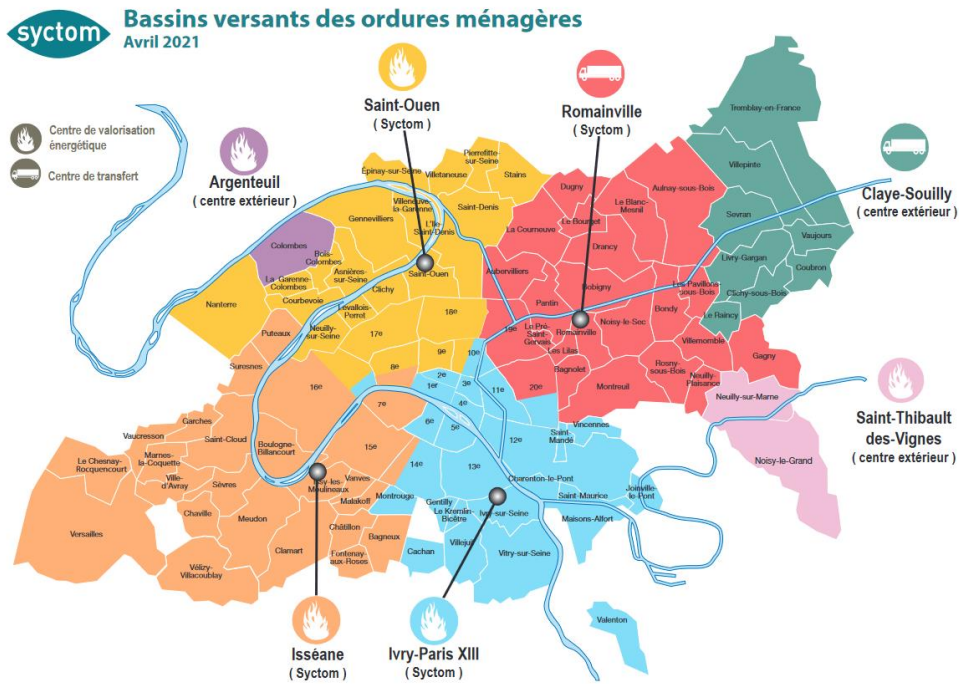 syctom
Bassins versants des ordures ménagères
Avril 2021
Centre de valorisation
énergétique
Centre de transfert
Argenteuil
( centre extérieur )
Saint-Ouen
( Syctom )
Romainville
( Syctom )
Claye-Souilly
( centre extérieur )
Saint-Thibault
des-Vignes
( centre extérieur )
Isséane
( Syctom )
Ivry-Paris XIII
( Syctom )
Tremblay-en-France
Villepinte
Sevran
Vaujours
Livry-Gargan
Coubron
Clichy-sous-Bois
Le Raincy
Pierrefitte-
sur-Seine
Épinay-sur-Seine
Villetaneuse
Stains
Villeneuve-
la-Garenne
Saint-Denis
L'Ile-
Saint-Denis
Gennevilliers
Colombes
Bois-
Colombes
La Garenne-
Colombes
Asnières-
sur-Seine
Saint-Ouen
Clichy
Nanterre
Courbevoie
Levallois-
Perret
Neuilly-
sur-Seine
17e
18e
9e
8e
Dugny
Le Bourget
Le Blanc-
Mesnil
Aulnay-sous-Bois
La Courneuve
Drancy
Aubervilliers
Bobigny
Pantin
Les Pavillons-
sous-Bois
Bondy
19e
Le Pré-
Saint-
Gervais
Romainville
Noisy-le-Sec
Les Lilas
Villemomble
Gagny
Bagnolet
Rosny-
sous-Bois
Neuilly-
Plaisance
20e
Montreuil
Neuilly-sur-Marne
Noisy-le-Grand
Puteaux
Suresnes
16e
7e
15e
Garches
Vaucresson
Saint-Cloud
Boulogne-
Billancourt
Le Chesnay-
Rocquencourt
Marnes-
la-Coquette
Ville-
d'Avray
Sèvres
Issy-les-
Moulineaux
Vanves
Malakoff
Chaville
Meudon
Versailles
Châtillon
Clamart
Bagneux
Fontenay-
aux-Roses
Vélizy-
Villacoublay
10e
2e
1er
3e
11e
4e
6e
5e
12e
14e
13e
Vincennes
Saint-
Mandé
Montrouge
Charenton-le-Pont
Gentilly
Le Kremlin-
Bicêtre
Ivry-sur-Seine
Saint-Maurice
Joinville-
le-Pont
Maisons-Alfort
Cachan
Villejuif
Vitry-sur-Seine
Valenton